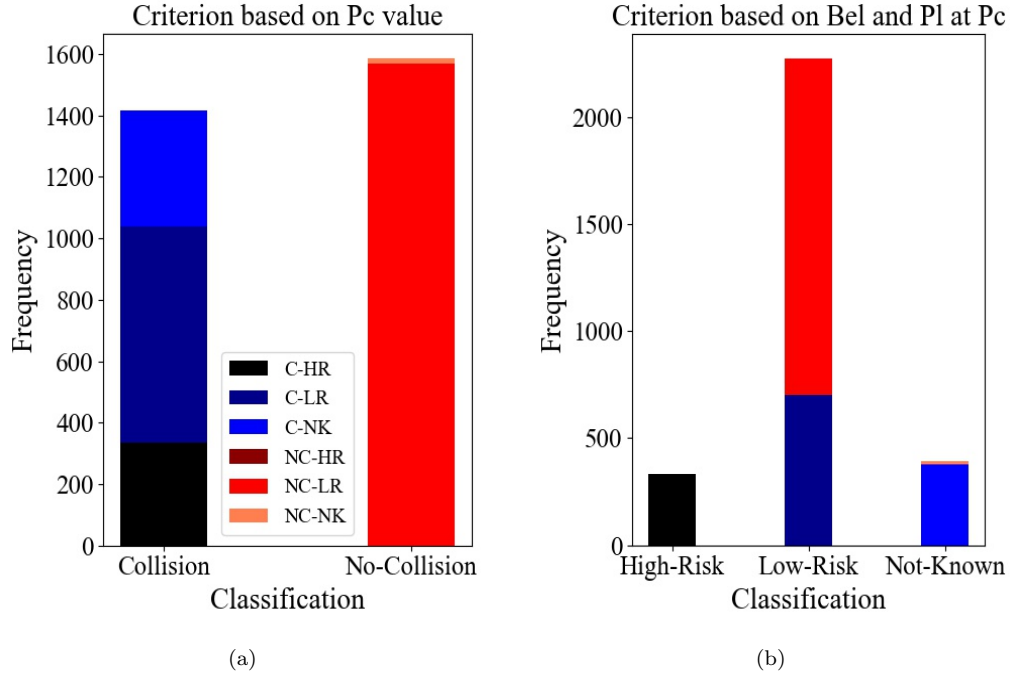 Criterion based on Pc value
Frequency
1600
1400
1200
1000
800
600
400
200
0
C-HR
C-LR
C-NK
NC-HR
NC-LR
NC-NK
Collision
No-Collision
Classification
(a)
Criterion based on Bel and Pl at Pc
Frequency
2000
1500
1000
500
0
High-Risk
Low-Risk
Not-Known
Classification
(b)